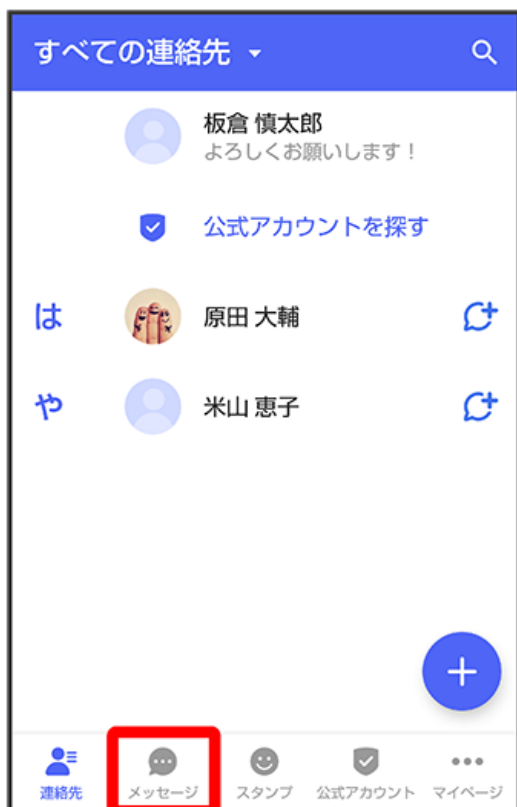 すべての連絡先
板倉 慎太郎
よろしくお願いします！
公式アカウントを探す
は
原田 大輔
や
米山 恵子
連絡先
メッセージ
スタンプ
公式アカウント
マイページ